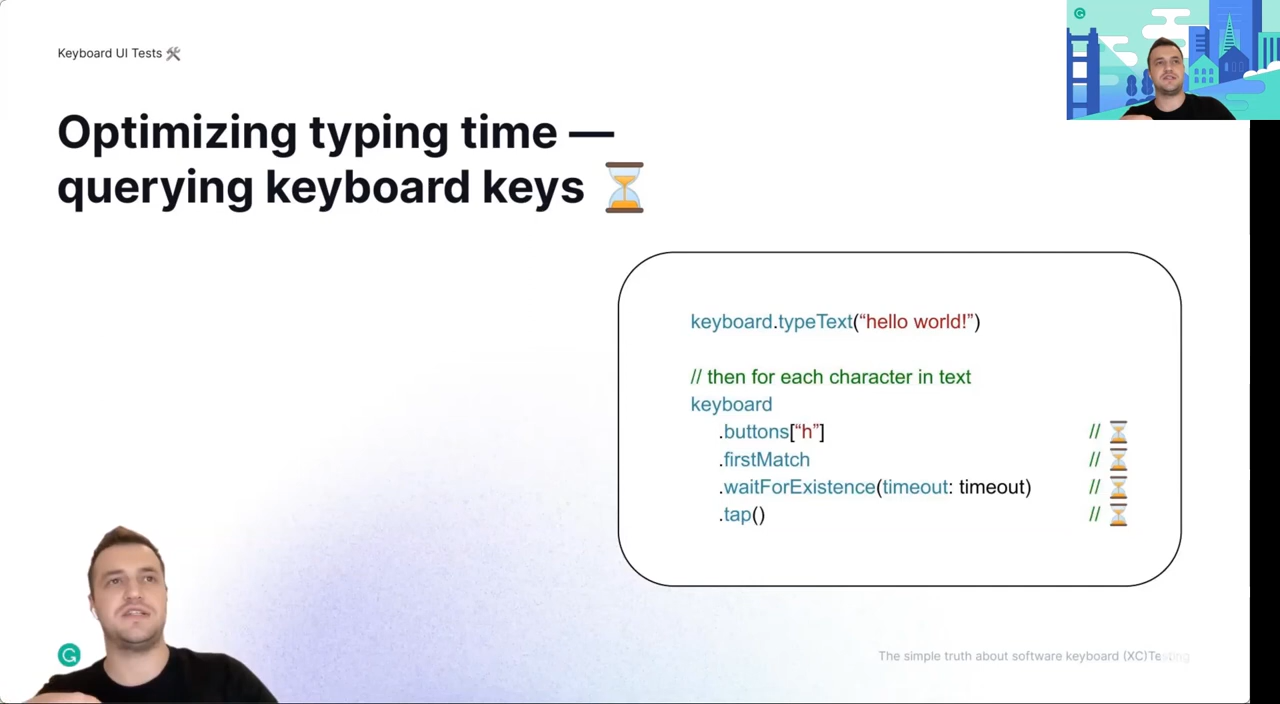 Keyboard UI Tests 🛠️
Optimizing typing time —
querying keyboard keys ⏳
keyboard.typeText(“hello world!”)
// then for each character in text
keyboard
.buttons[“h”] // ⏳
.firstMatch // ⏳
.waitForExistence(timeout: timeout) // ⏳
.tap() // ⏳
The simple truth about software keyboard (XC)Testing